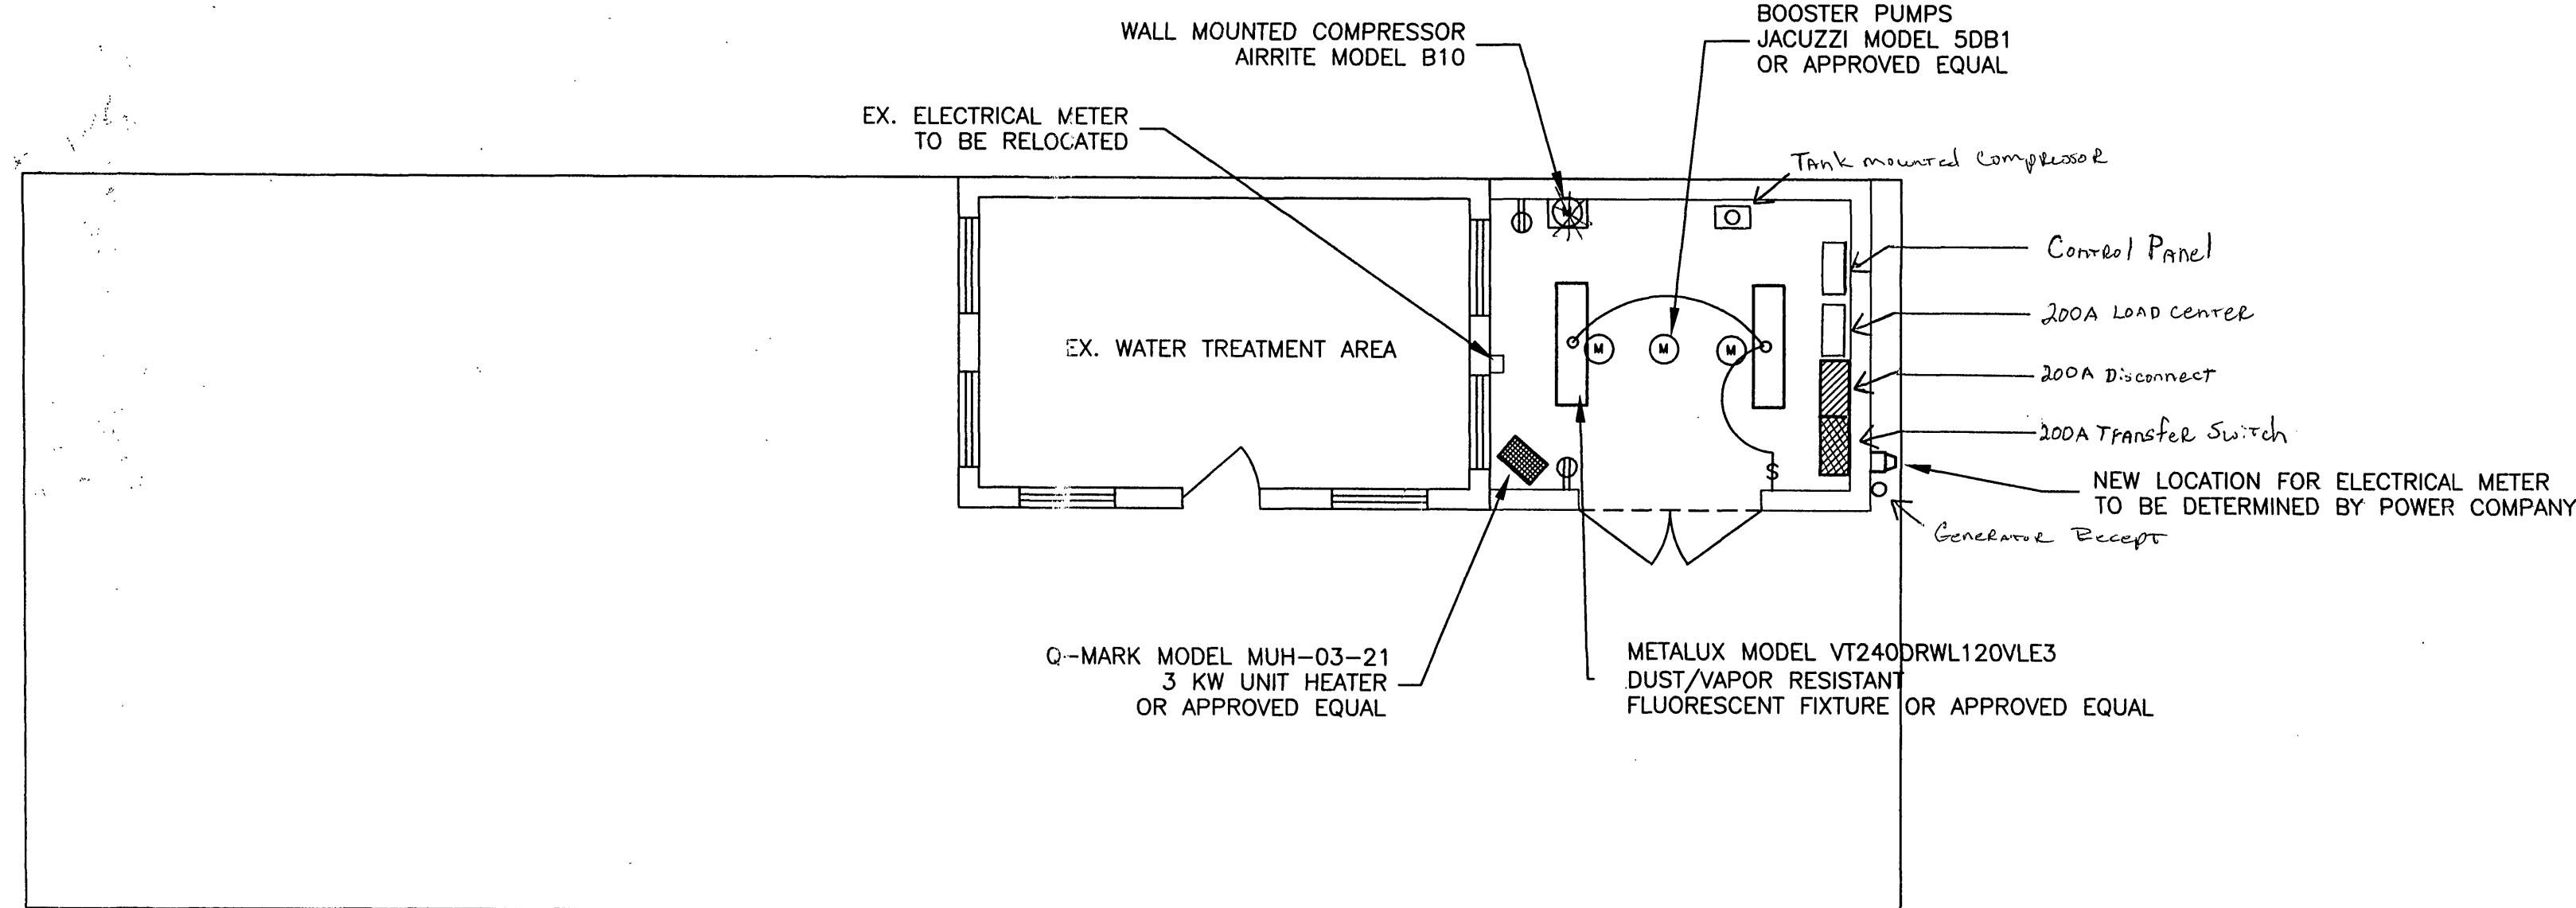 WALL MOUNTED COMPRESSOR
AIRRITE MODEL B10
BOOSTER PUMPS
JACUZZI MODEL 5DB1
OR APPROVED EQUAL
EX. ELECTRICAL METER
TO BE RELOCATED
Tank mounted Compressor
Control Panel
200A LOAD CENTER
EX. WATER TREATMENT AREA
M
M
M
M
200A Disconnect
200A Transfer Switch
$
NEW LOCATION FOR ELECTRICAL METER
TO BE DETERMINED BY POWER COMPANY
Generator Recept
Q-MARK MODEL MUH-03-21
3 KW UNIT HEATER
OR APPROVED EQUAL
METALUX MODEL VT240DRWL120VLE3
DUST/VAPOR RESISTANT
FLUORESCENT FIXTURE OR APPROVED EQUAL